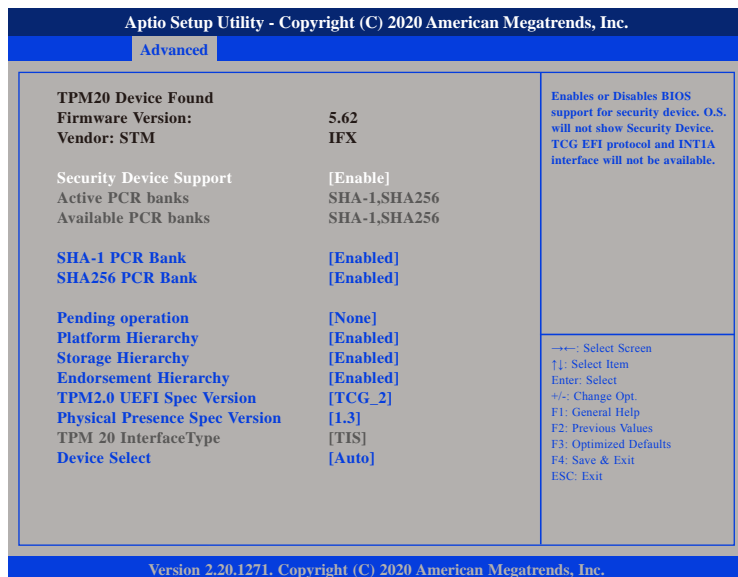 Aptio Setup Utility - Copyright (C) 2020 American Megatrends, Inc.
Advanced
TPM20 Device Found
Firmware Version: 5.62
Vendor: STM IFX
Security Device Support [Enable]
Active PCR banks SHA-1,SHA256
Available PCR banks SHA-1,SHA256
SHA-1 PCR Bank [Enabled]
SHA256 PCR Bank [Enabled]
Pending operation [None]
Platform Hierarchy [Enabled]
Storage Hierarchy [Enabled]
Endorsement Hierarchy [Enabled]
TPM2.0 UEFI Spec Version [TCG_2]
Physical Presence Spec Version [1.3]
TPM 20 InterfaceType [TIS]
Device Select [Auto]
Enables or Disables BIOS
support for security device. O.S.
will not show Security Device.
TCG EFI protocol and INT1A
interface will not be available.
→←: Select Screen
↑↓: Select Item
Enter: Select
+/-: Change Opt.
F1: General Help
F2: Previous Values
F3: Optimized Defaults
F4: Save & Exit
ESC: Exit
Version 2.20.1271. Copyright (C) 2020 American Megatrends, Inc.